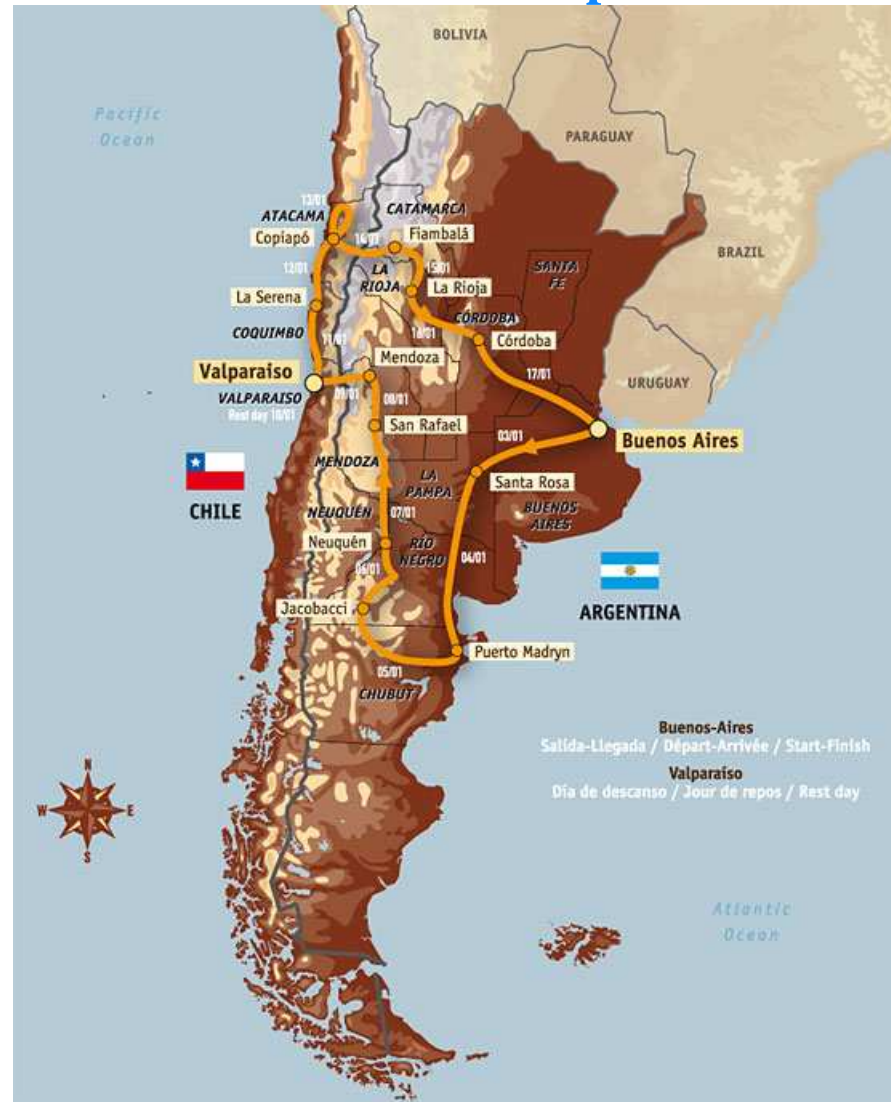 BOLIVIA
Pacific
Ocean
PARAGUAY
13/01
ATACAMA
CATAMARCA
Copiapó
14/01
Fiambalá
BRAZIL
12/01
LA
RIOJA
15/01
SANTA
FE
La Serena
La Rioja
COQUIMBO
11/01
16/01
CÓRDOBA
Córdoba
Mendoza
Valparaiso
17/01
URUGUAY
VALPARAISO
Rest day 10/01
09/01
08/01
San Rafael
03/01
Buenos Aires
MENDOZA
LA
PAMPA
Santa Rosa
CHILE
NEUQUÉN
07/01
BUENOS
AIRES
Neuquén
RÍO
NEGRO
06/01
04/01
Jacobacci
ARGENTINA
Puerto Madryn
05/01
CHUBUT
Buenos-Aires
Salida-Llegada / Départ-Arrivée / Start-Finish
Valparaíso
Dia de descanso / Jour de repos / Rest day
N
W
E
S
Atlantic
Ocean